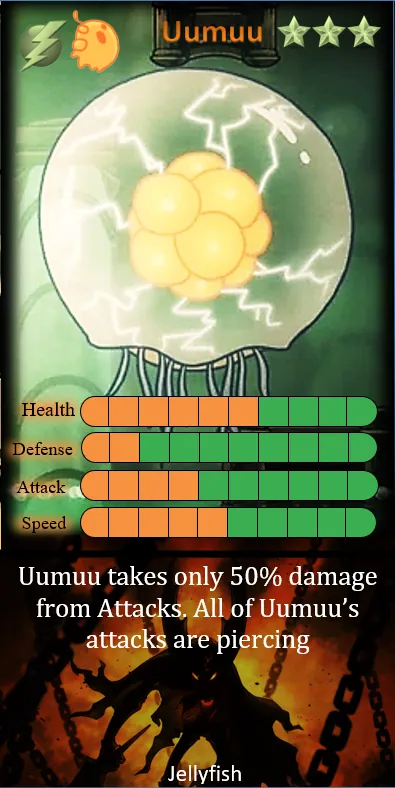 Uumuu
Health
Defense
Attack
Speed
Uumuu takes only 50% damage
from Attacks. All of Uumuu’s
attacks are piercing
Jellyfish